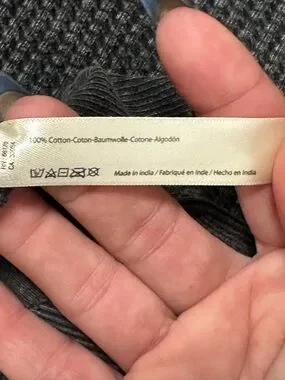 100% Cotton-Coton-Baumwolle-Cotone-Algodón
Made in india / Fabriqué en Inde / Hecho en India